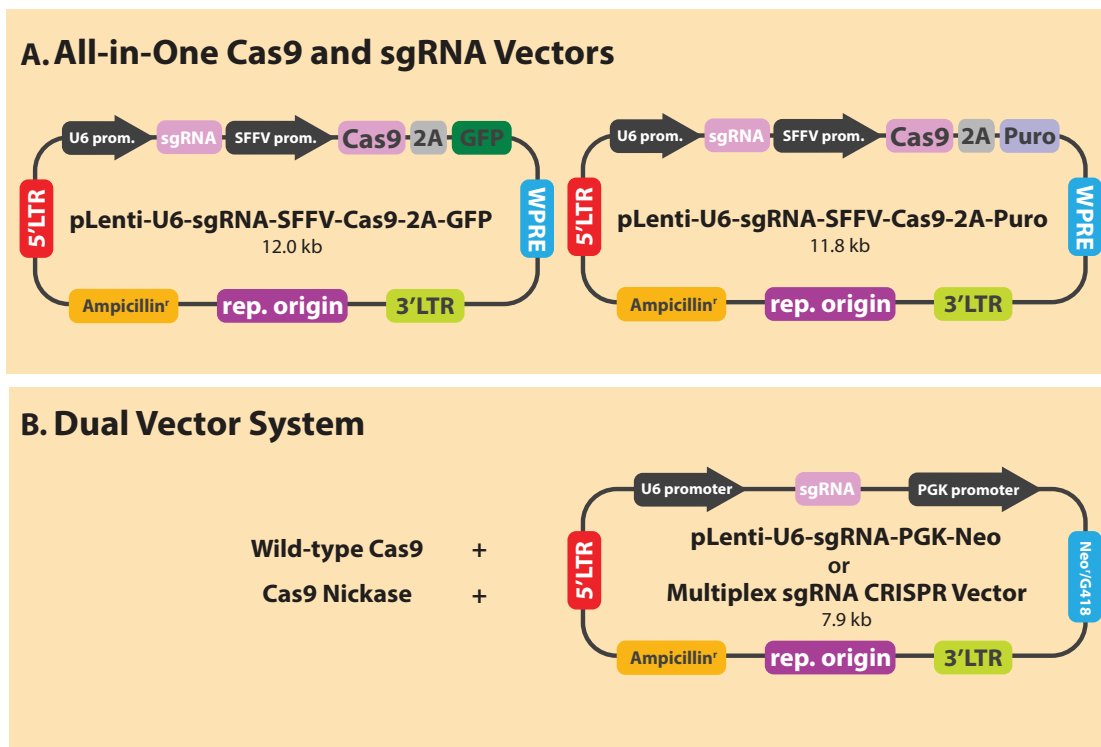 A. All-in-One Cas9 and sgRNA Vectors
U6 prom.
sgRNA
SFFV prom.
Cas9
2A
GFP
5'LTR
pLenti-U6-sgRNA-SFFV-Cas9-2A-GFP
12.0 kb
WPRE
Ampicillinʳ
rep. origin
3'LTR
U6 prom.
sgRNA
SFFV prom.
Cas9
2A
Puro
5'LTR
pLenti-U6-sgRNA-SFFV-Cas9-2A-Puro
11.8 kb
WPRE
Ampicillinʳ
rep. origin
3'LTR
B. Dual Vector System
Wild-type Cas9 +
Cas9 Nickase +
U6 promoter
sgRNA
PGK promoter
5'LTR
pLenti-U6-sgRNA-PGK-Neo
or
Multiplex sgRNA CRISPR Vector
7.9 kb
Neoʳ/G418
Ampicillinʳ
rep. origin
3'LTR